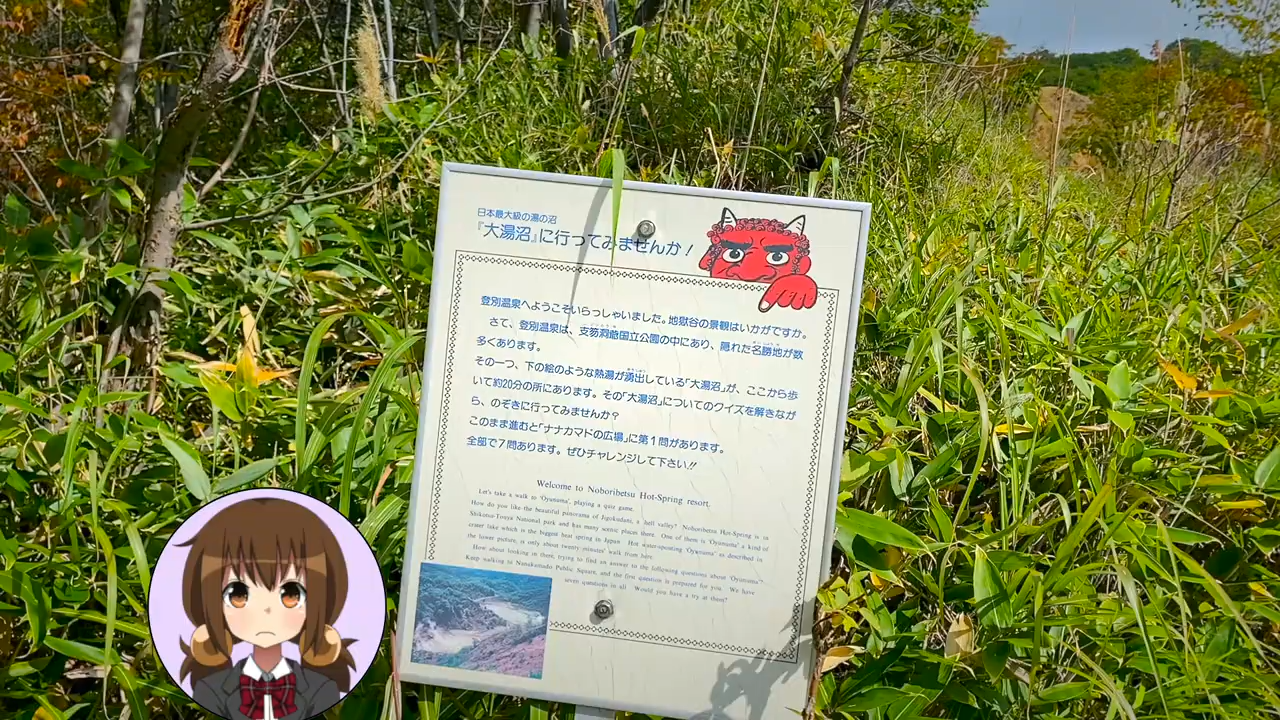 日本最大級の湯の沼
『大湯沼』に行ってみませんか！
登別温泉へようこそいらっしゃいました。地獄谷の景観はいかがですか。
さて、登別温泉は、支笏洞爺国立公園の中にあり、隠れた名勝地が数
多くあります。
その一つ、下の絵のような熱湯が湧出している「大湯沼」が、ここから歩
いて約20分の所にあります。その「大湯沼」についてのクイズを解きなが
ら、のぞきに行ってみませんか？
このまま進むと「ナナカマドの広場」に第１問があります。
全部で７問あります。ぜひチャレンジして下さい!!
Welcome to Noboribetsu Hot-Spring resort.
Let's take a walk to 'Oyunuma', playing a quiz game.
How do you like the beautiful panorama of Jigokudani, a hell valley? Noboribetsu Hot-Spring is in
Shikotsu-Touya National park and has many scenic places there. One of them is 'Oyunuma' a kind of
crater lake which is the biggest heat spring in Japan. Hot water-spouting 'Oyunuma' as described in
the lower picture, is only about twenty minutes' walk from here.
How about looking in there, trying to find an answer to the following questions about 'Oyunuma'?
Keep walking to Nanakamado Public Square, and the first question is prepared for you. We have
seven questions in all. Would you have a try at them?